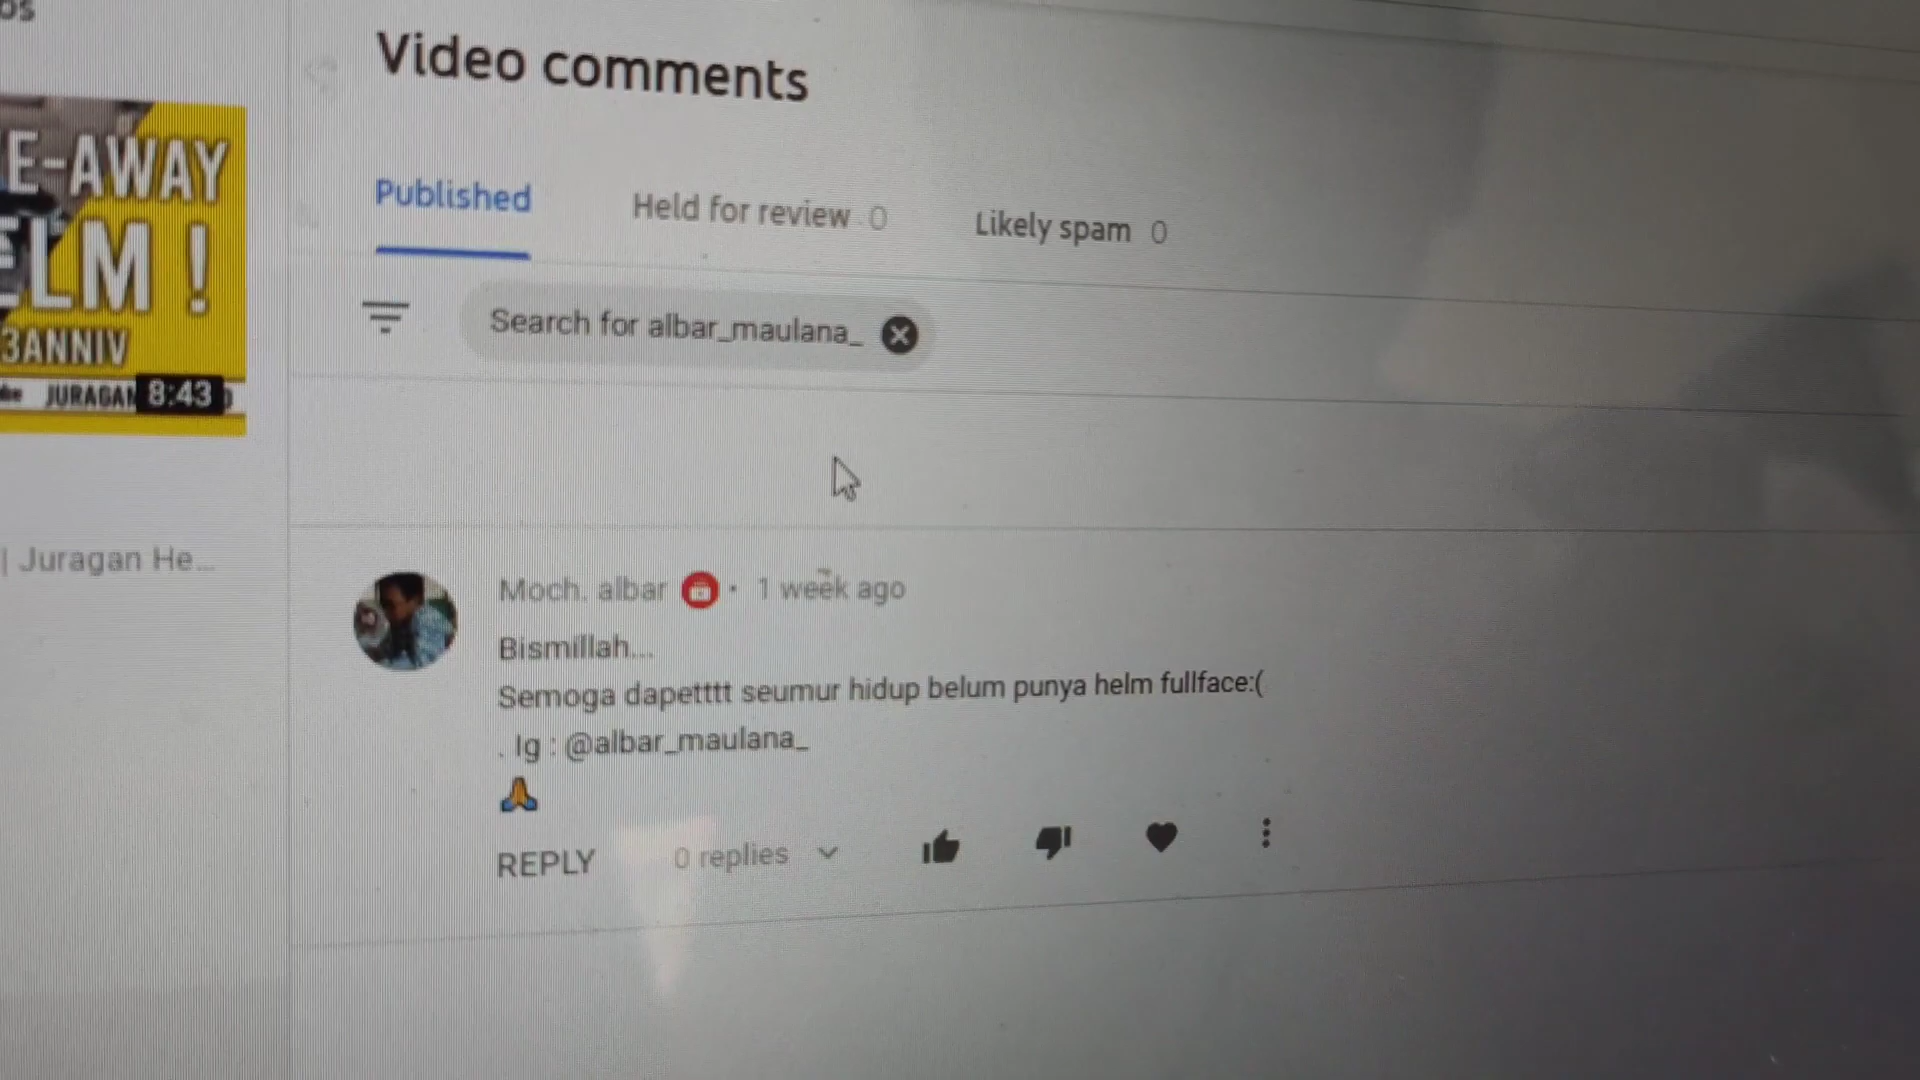 Video comments
E-AWAY
ELM !
3ANNIV
JURAGAN
8:43
Published
Held for review 0
Likely spam 0
Search for albar_maulana_
| Juragan He...
Moch. albar · 1 week ago
Bismillah...
Semoga dapetttt seumur hidup belum punya helm fullface:(
. Ig : @albar_maulana_
🙏
REPLY
0 replies